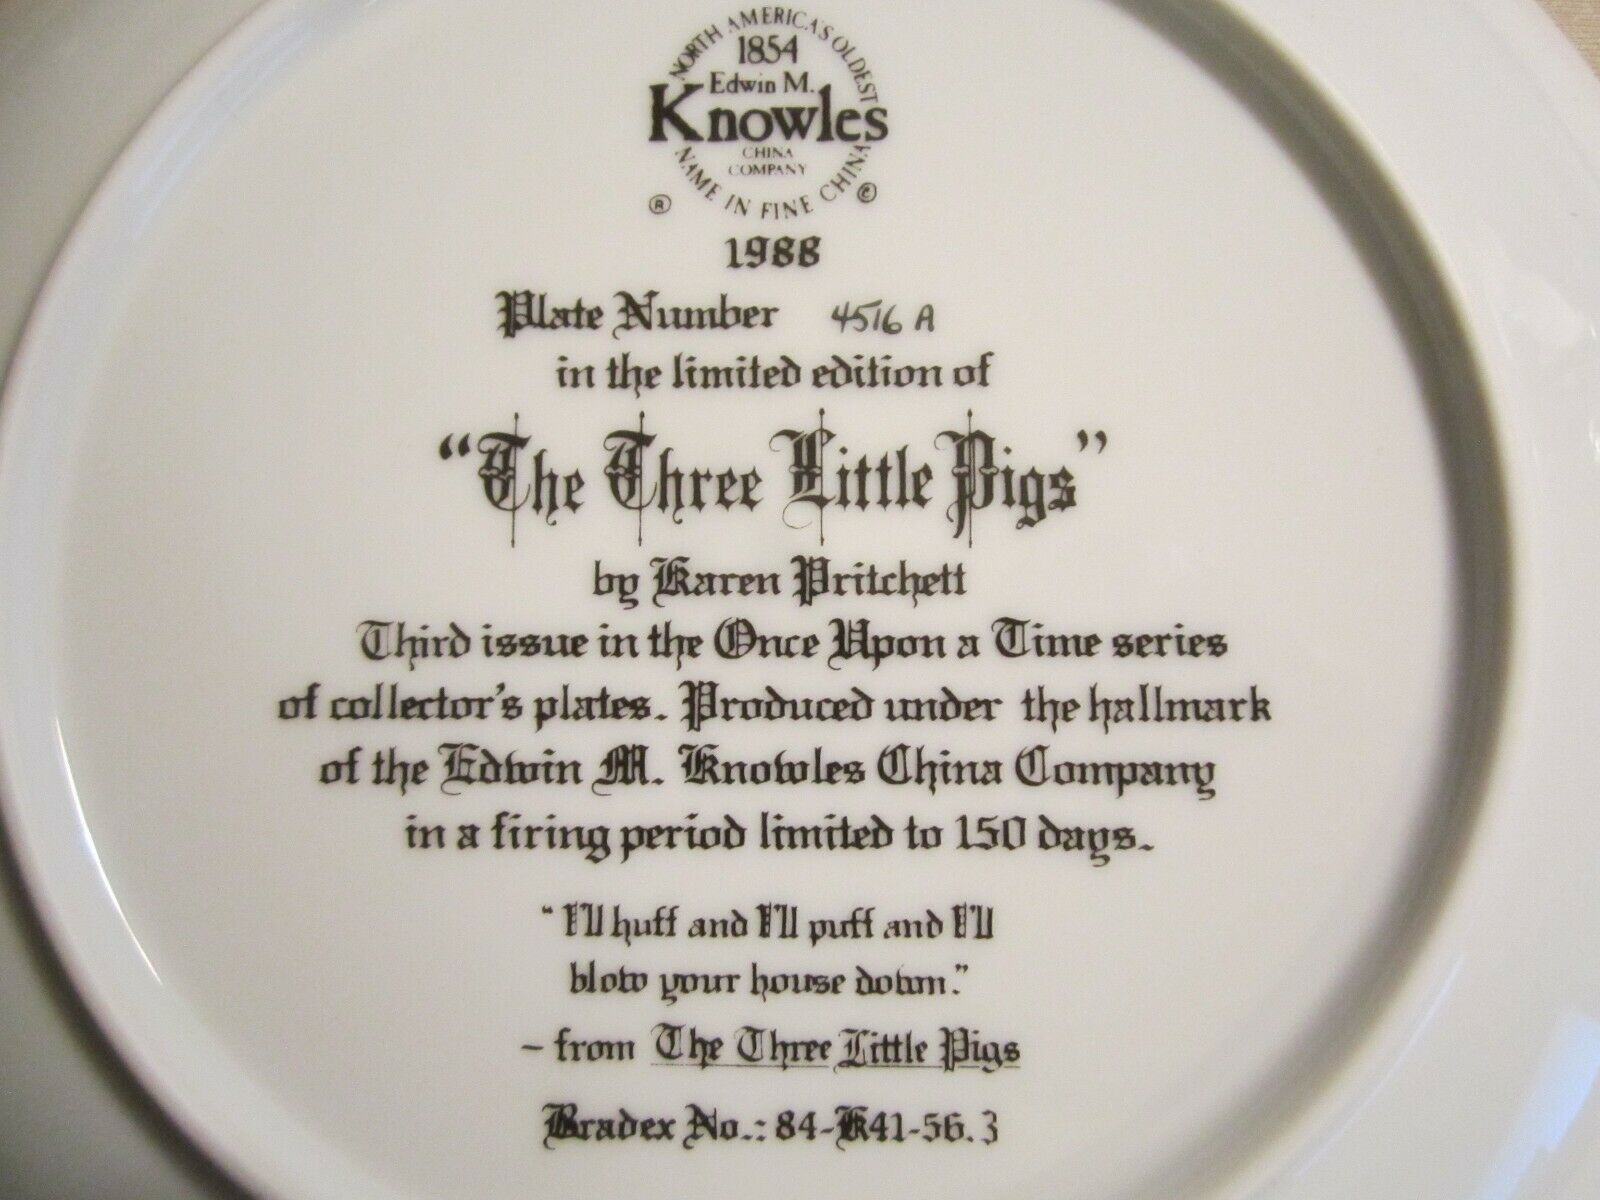 NORTH AMERICA'S OLDEST
1854
Edwin M.
Knowles
CHINA
COMPANY
NAME IN FINE CHINA
® ©
1988
Plate Number 4516 A
in the limited edition of
“The Three Little Pigs”
by Karen Pritchett
Third issue in the Once Upon a Time series
of collector's plates. Produced under the hallmark
of the Edwin M. Knowles China Company
in a firing period limited to 150 days.
“I'll huff and I'll puff and I'll
blow your house down.”
– from The Three Little Pigs
Bradex No.: 84-K41-56.3